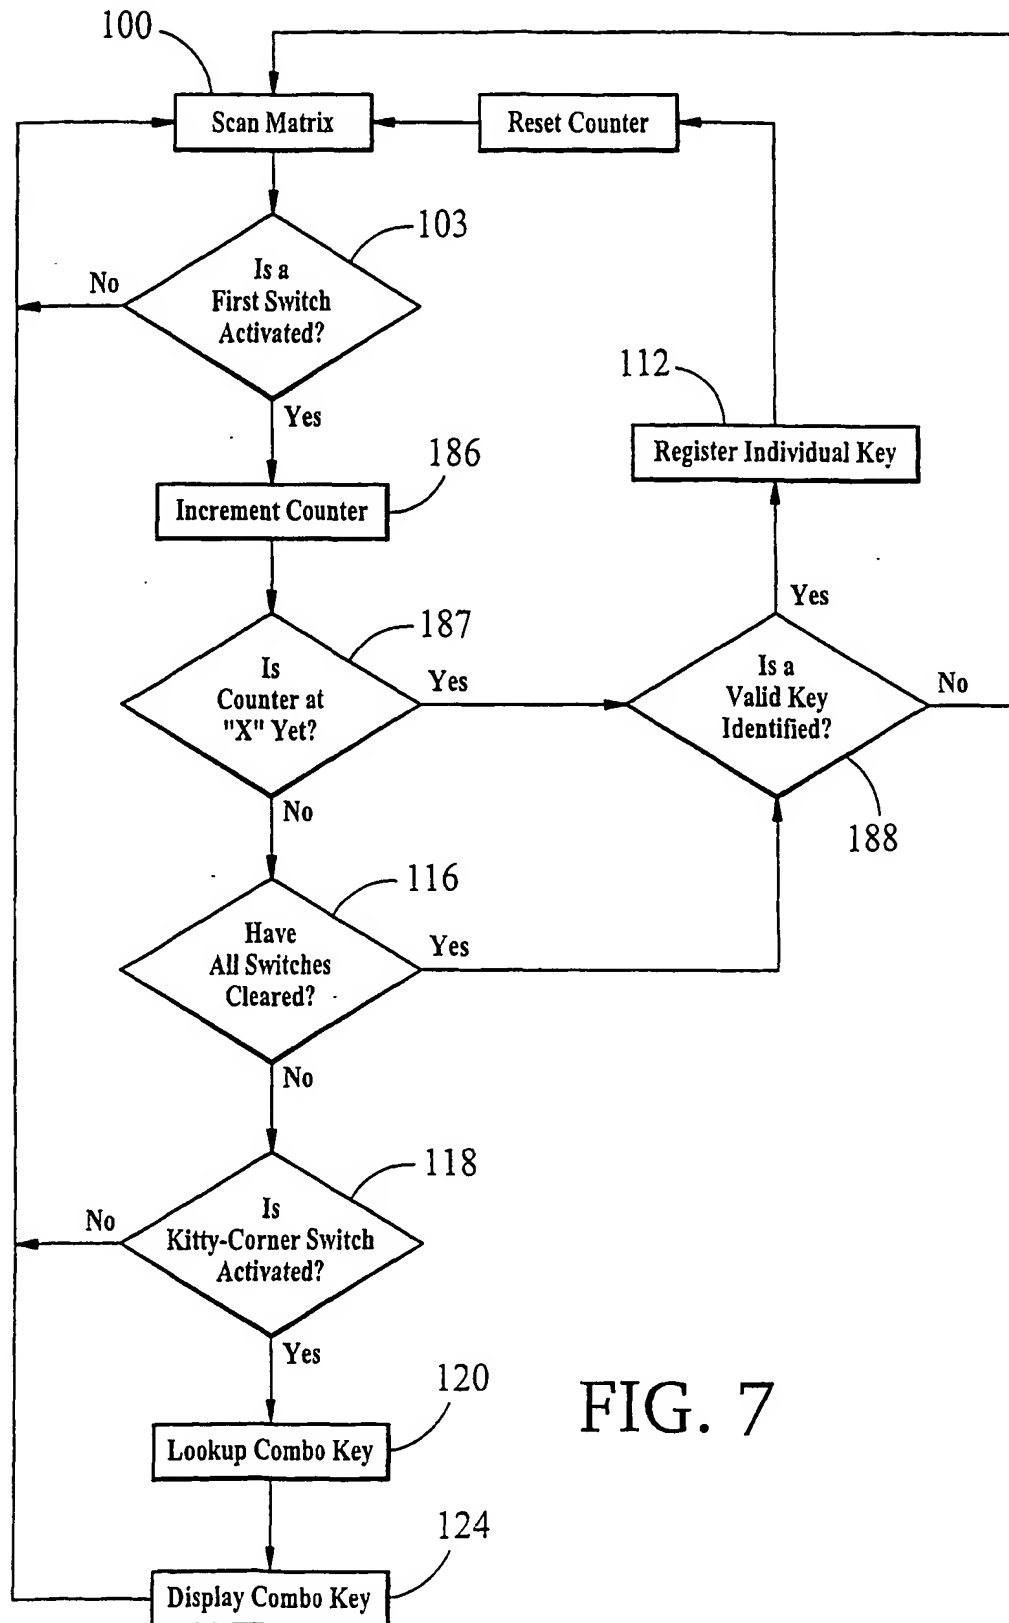 100
Scan Matrix
Reset Counter
103
Is a
First Switch
Activated?
No
Yes
112
Register Individual Key
186
Increment Counter
Yes
187
Is
Counter at
"X" Yet?
Yes
Is a
Valid Key
Identified?
No
No
188
116
Have
All Switches
Cleared?
Yes
No
118
Is
Kitty-Corner Switch
Activated?
No
Yes
120
Lookup Combo Key
FIG. 7
124
Display Combo Key